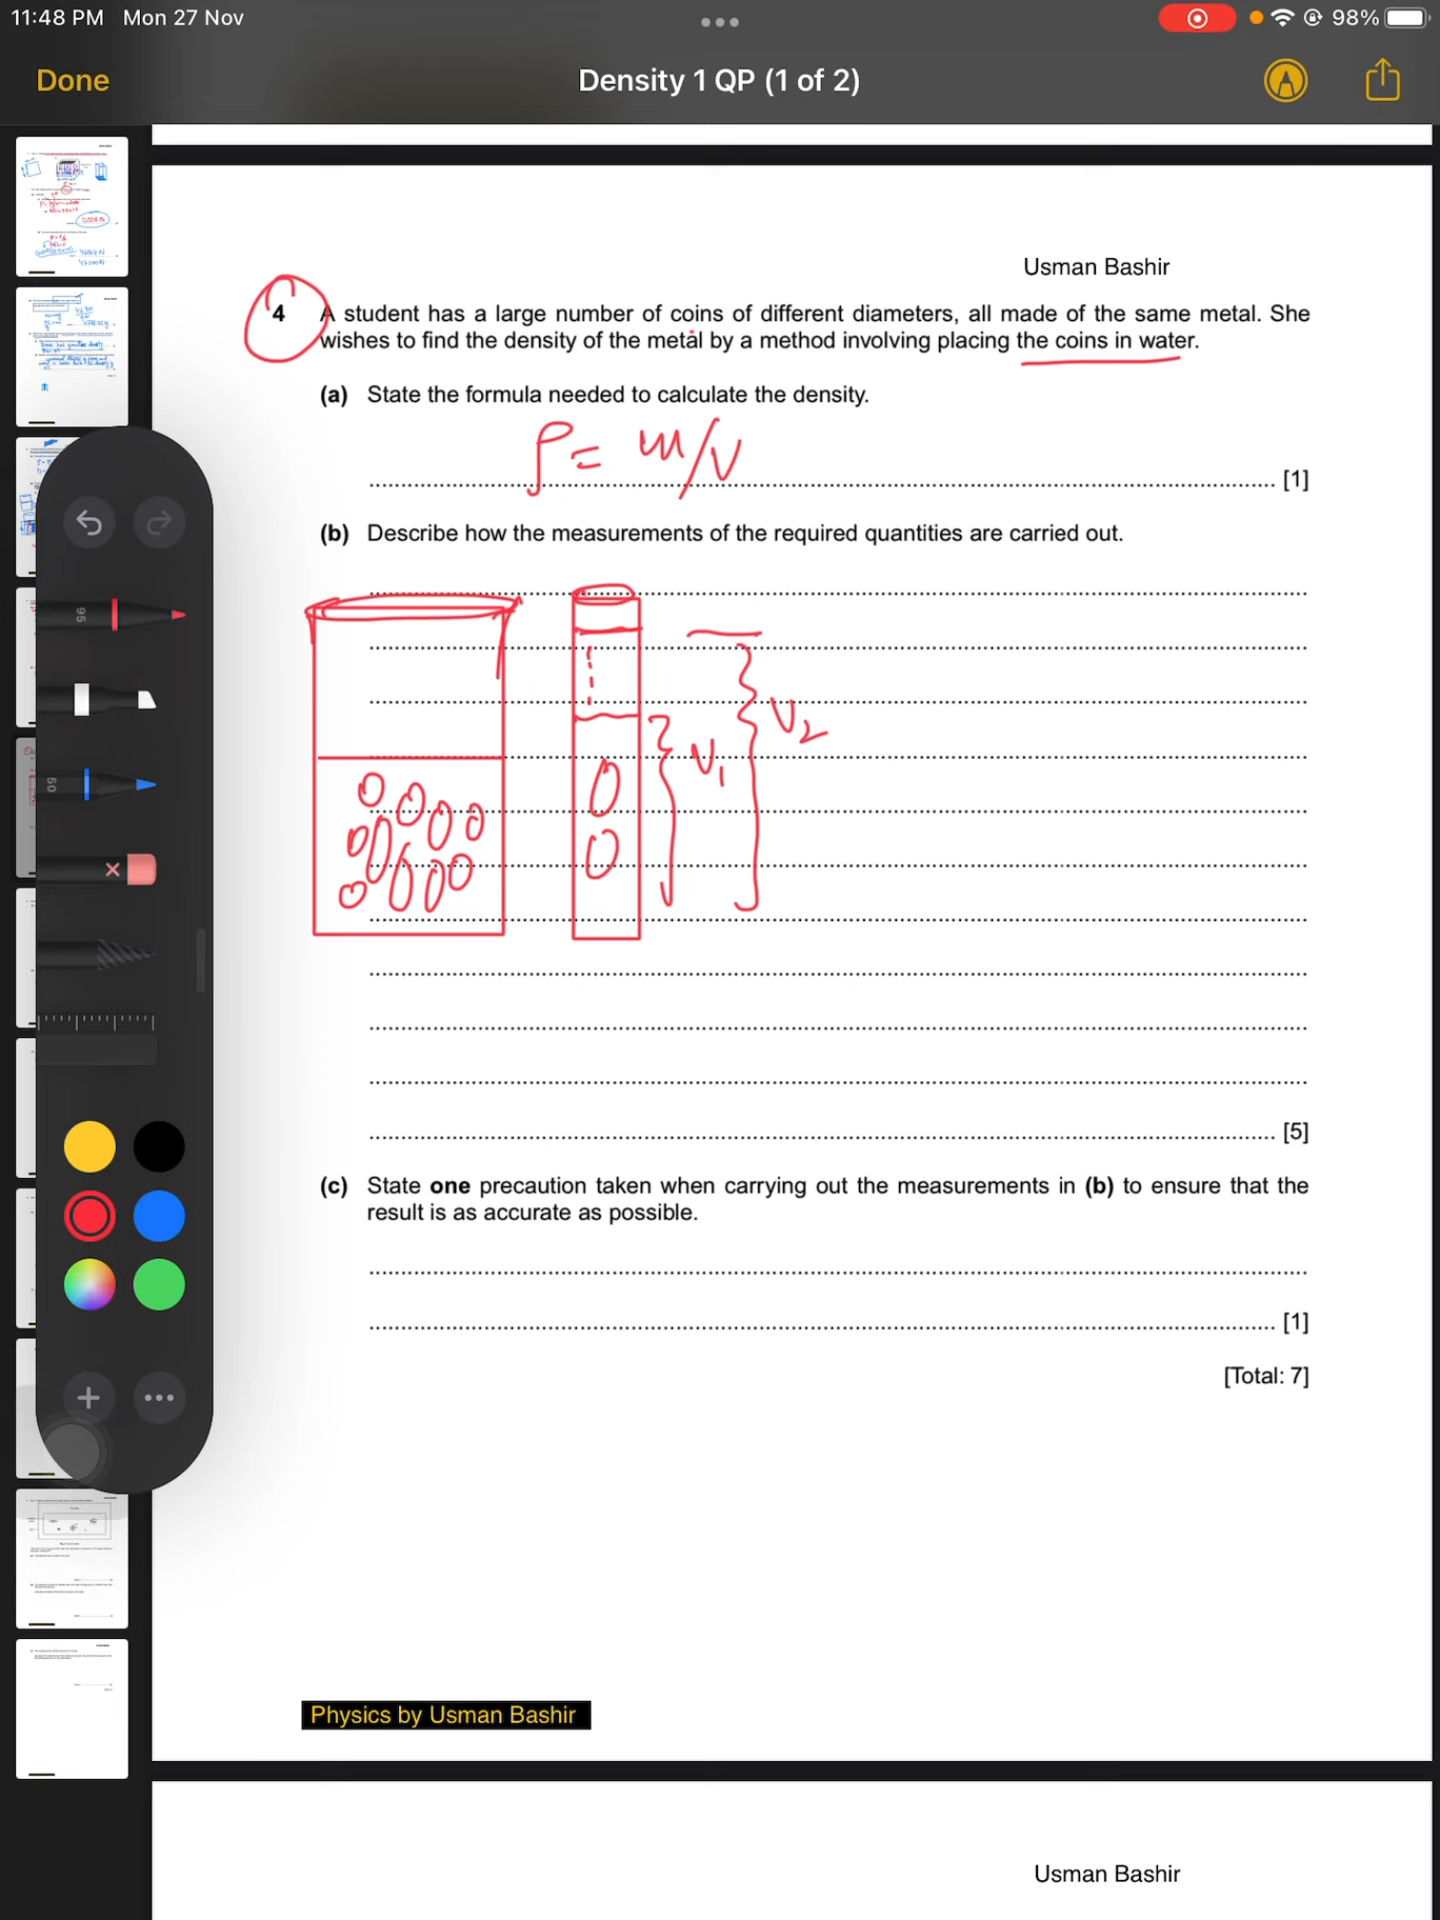 11:48 PM Mon 27 Nov
98%
Done
Density 1 QP (1 of 2)
Usman Bashir
4 A student has a large number of coins of different diameters, all made of the same metal. She
wishes to find the density of the metal by a method involving placing the coins in water.
(a) State the formula needed to calculate the density.
ρ = m/V
[1]
(b) Describe how the measurements of the required quantities are carried out.
V₂
V₁
[5]
(c) State one precaution taken when carrying out the measurements in (b) to ensure that the
result is as accurate as possible.
[1]
[Total: 7]
Physics by Usman Bashir
Usman Bashir
95
50